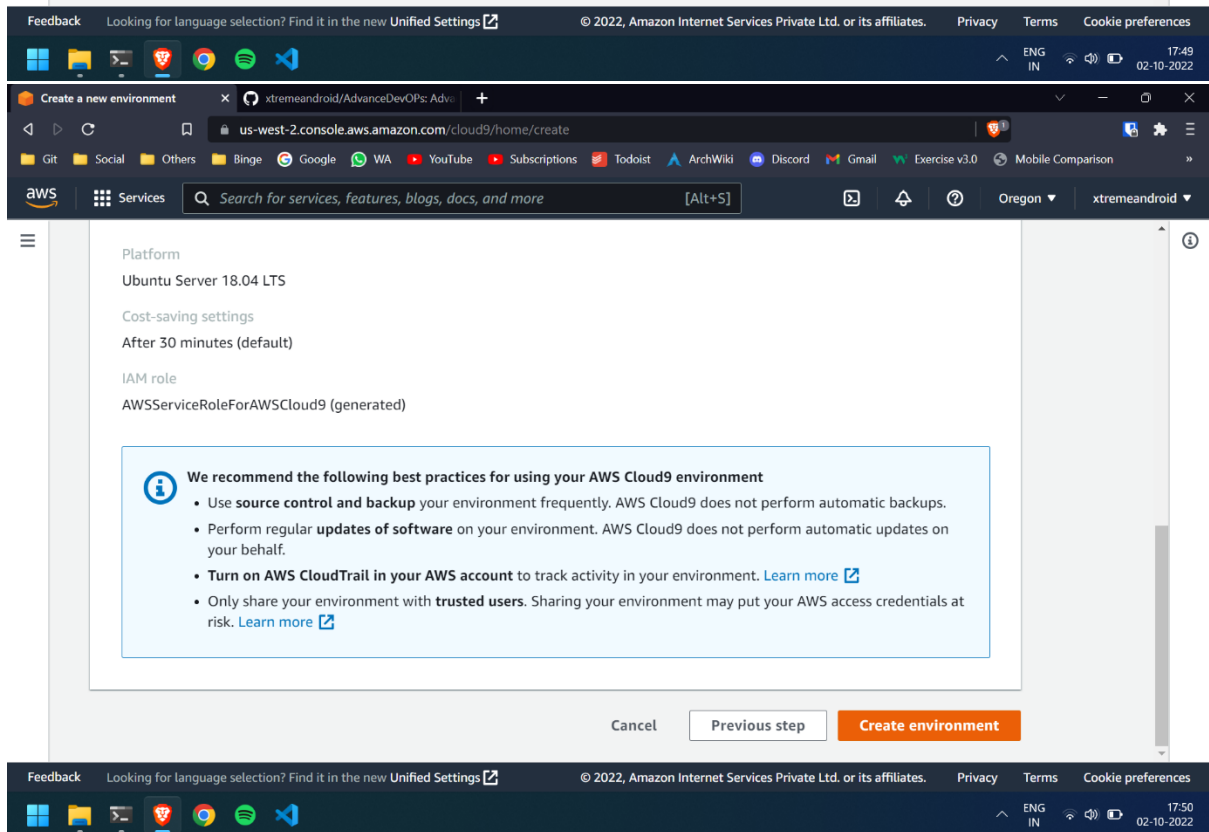 Feedback Looking for language selection? Find it in the new Unified Settings © 2022, Amazon Internet Services Private Ltd. or its affiliates. Privacy Terms Cookie preferences
ENG
IN
17:49
02-10-2022
Create a new environment xtremeandroid/AdvanceDevOPs: Adva
us-west-2.console.aws.amazon.com/cloud9/home/create
1
Git Social Others Binge Google WA YouTube Subscriptions Todoist ArchWiki Discord Gmail Exercise v3.0 Mobile Comparison »
aws Services Search for services, features, blogs, docs, and more [Alt+S] Oregon ▼ xtremeandroid ▼
Platform
Ubuntu Server 18.04 LTS
Cost-saving settings
After 30 minutes (default)
IAM role
AWSServiceRoleForAWSCloud9 (generated)
We recommend the following best practices for using your AWS Cloud9 environment
• Use source control and backup your environment frequently. AWS Cloud9 does not perform automatic backups.
• Perform regular updates of software on your environment. AWS Cloud9 does not perform automatic updates on
your behalf.
• Turn on AWS CloudTrail in your AWS account to track activity in your environment. Learn more
• Only share your environment with trusted users. Sharing your environment may put your AWS access credentials at
risk. Learn more
Cancel Previous step Create environment
Feedback Looking for language selection? Find it in the new Unified Settings © 2022, Amazon Internet Services Private Ltd. or its affiliates. Privacy Terms Cookie preferences
ENG
IN
17:50
02-10-2022